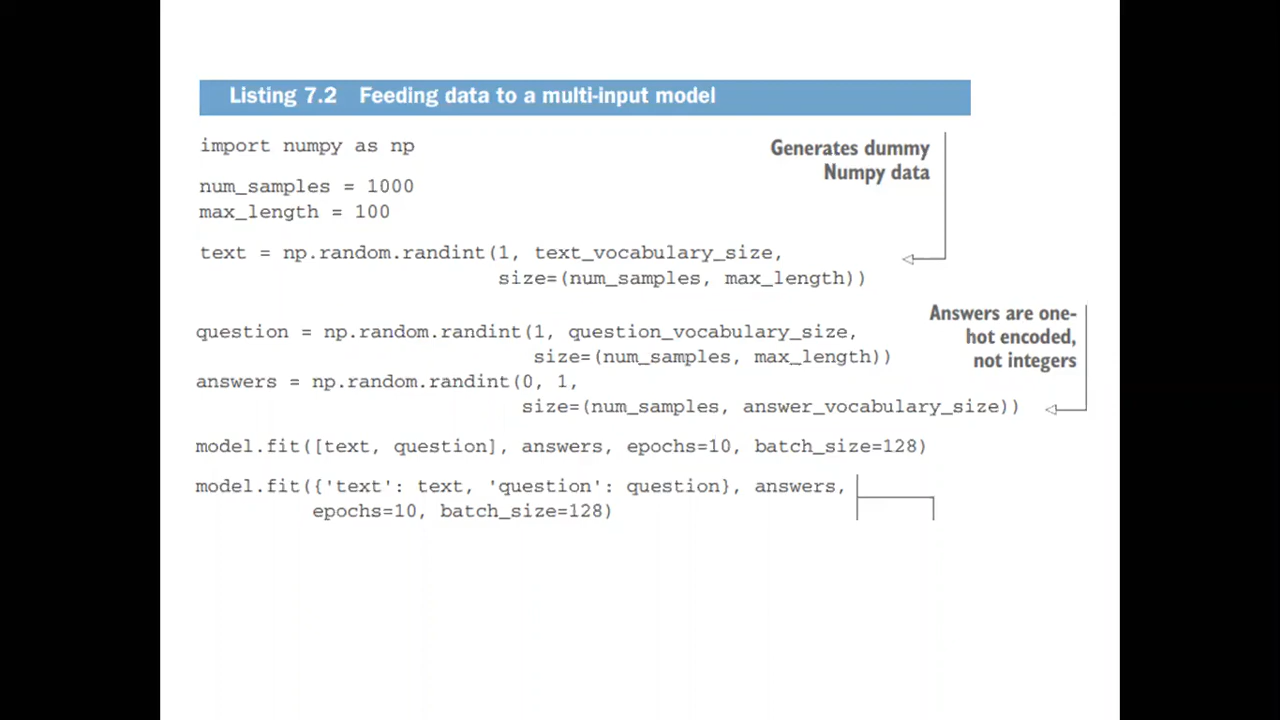 Listing 7.2 Feeding data to a multi-input model
import numpy as np
Generates dummy
Numpy data
num_samples = 1000
max_length = 100
text = np.random.randint(1, text_vocabulary_size,
size=(num_samples, max_length))
question = np.random.randint(1, question_vocabulary_size,
size=(num_samples, max_length))
Answers are one-
hot encoded,
not integers
answers = np.random.randint(0, 1,
size=(num_samples, answer_vocabulary_size))
model.fit([text, question], answers, epochs=10, batch_size=128)
model.fit({'text': text, 'question': question}, answers,
epochs=10, batch_size=128)